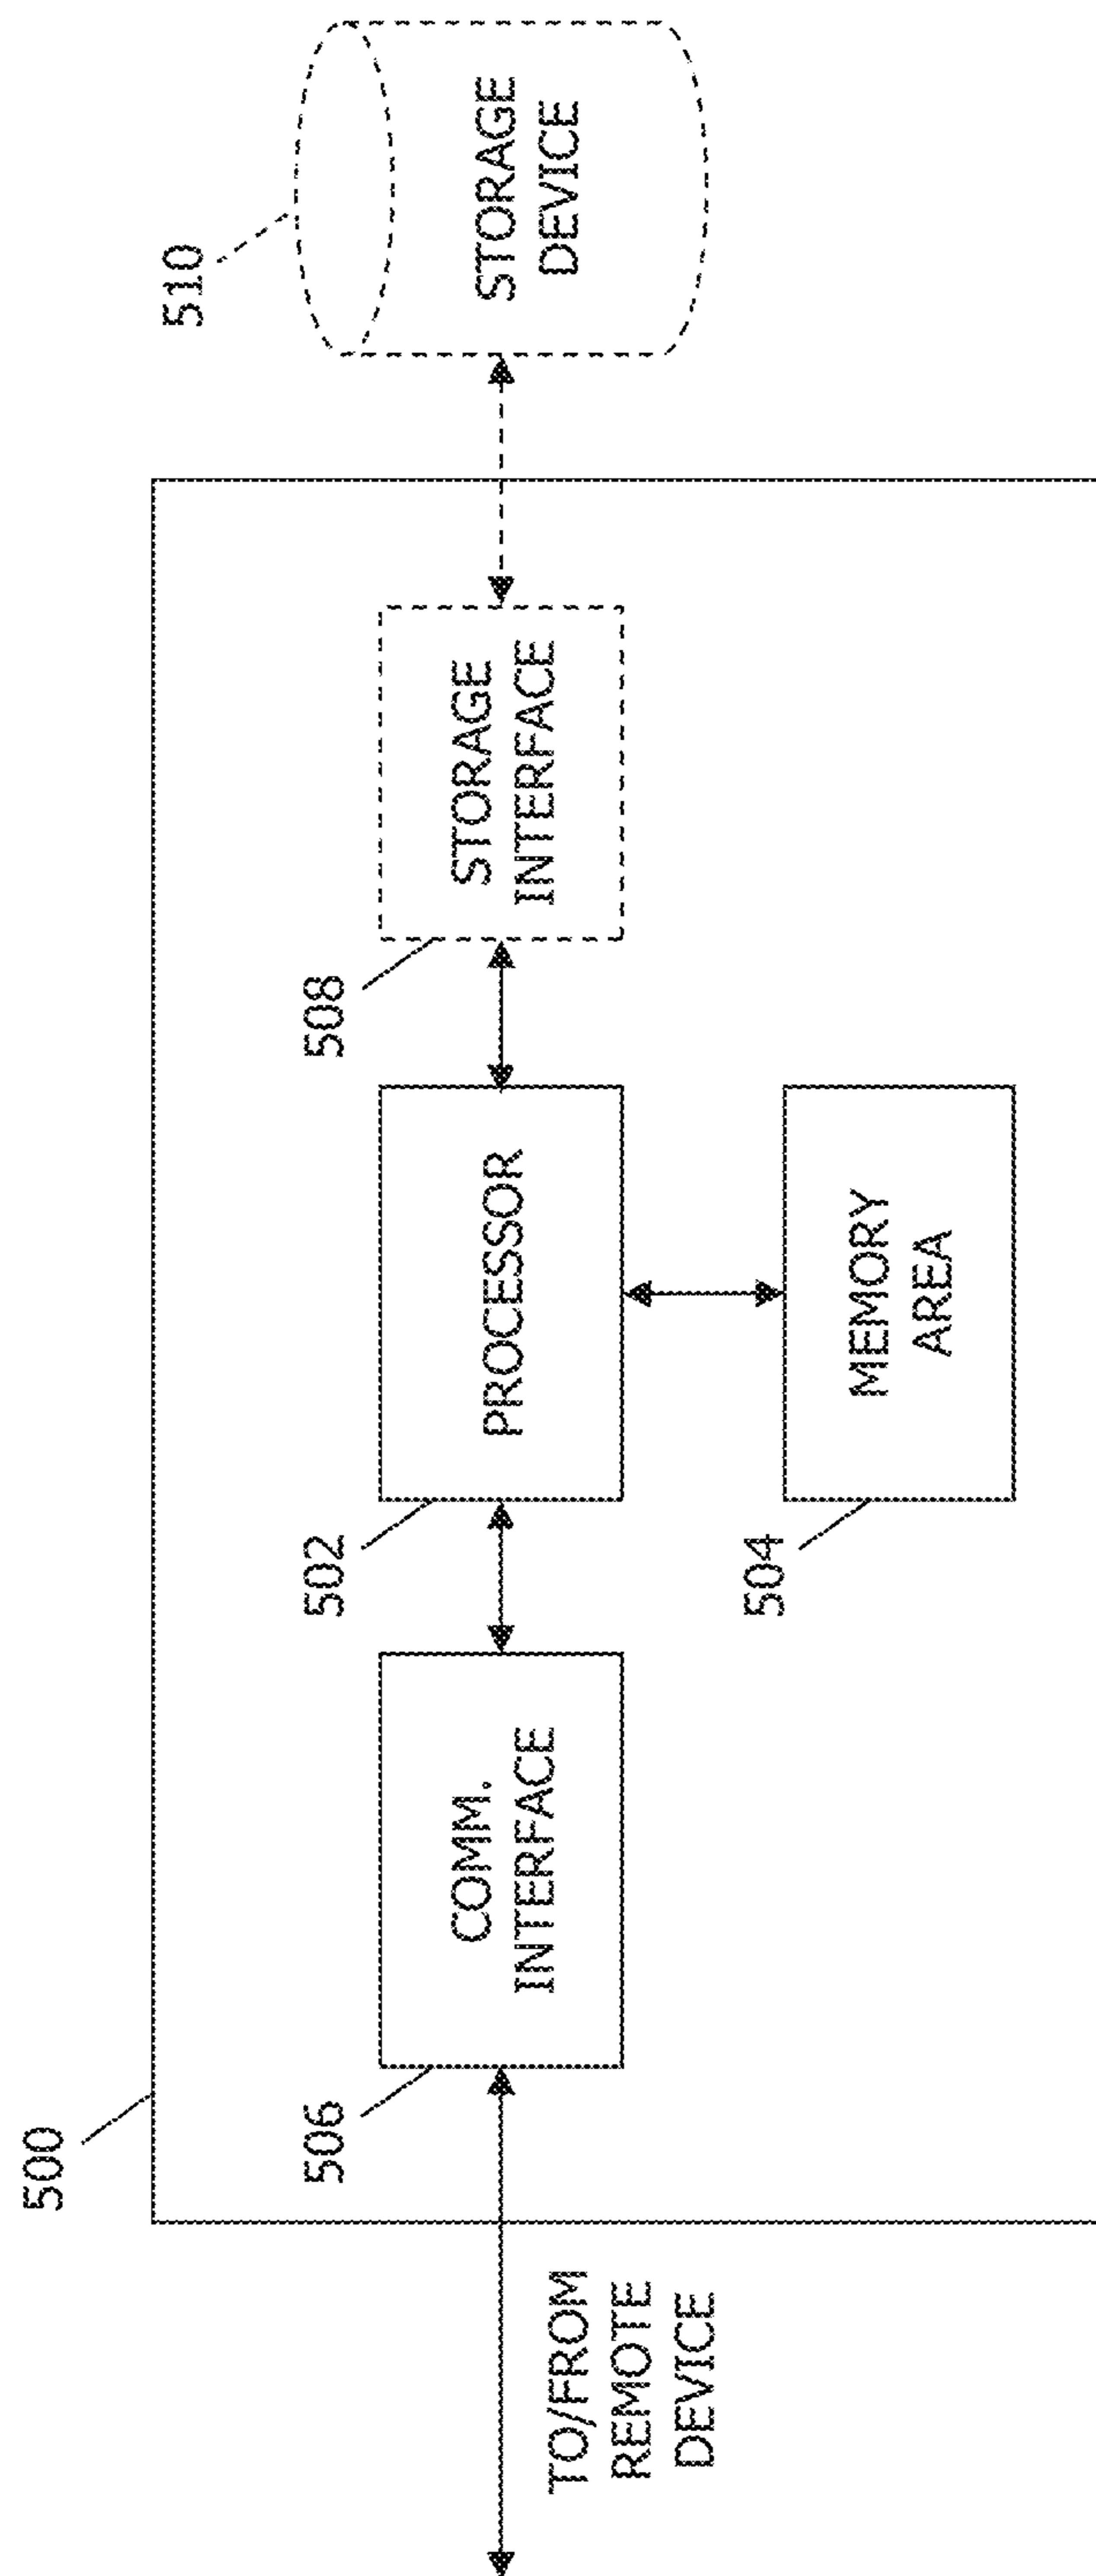 500
510
506
502
508
COMM.
INTERFACE
PROCESSOR
STORAGE
INTERFACE
STORAGE
DEVICE
TO/FROM
REMOTE
DEVICE
504
MEMORY
AREA